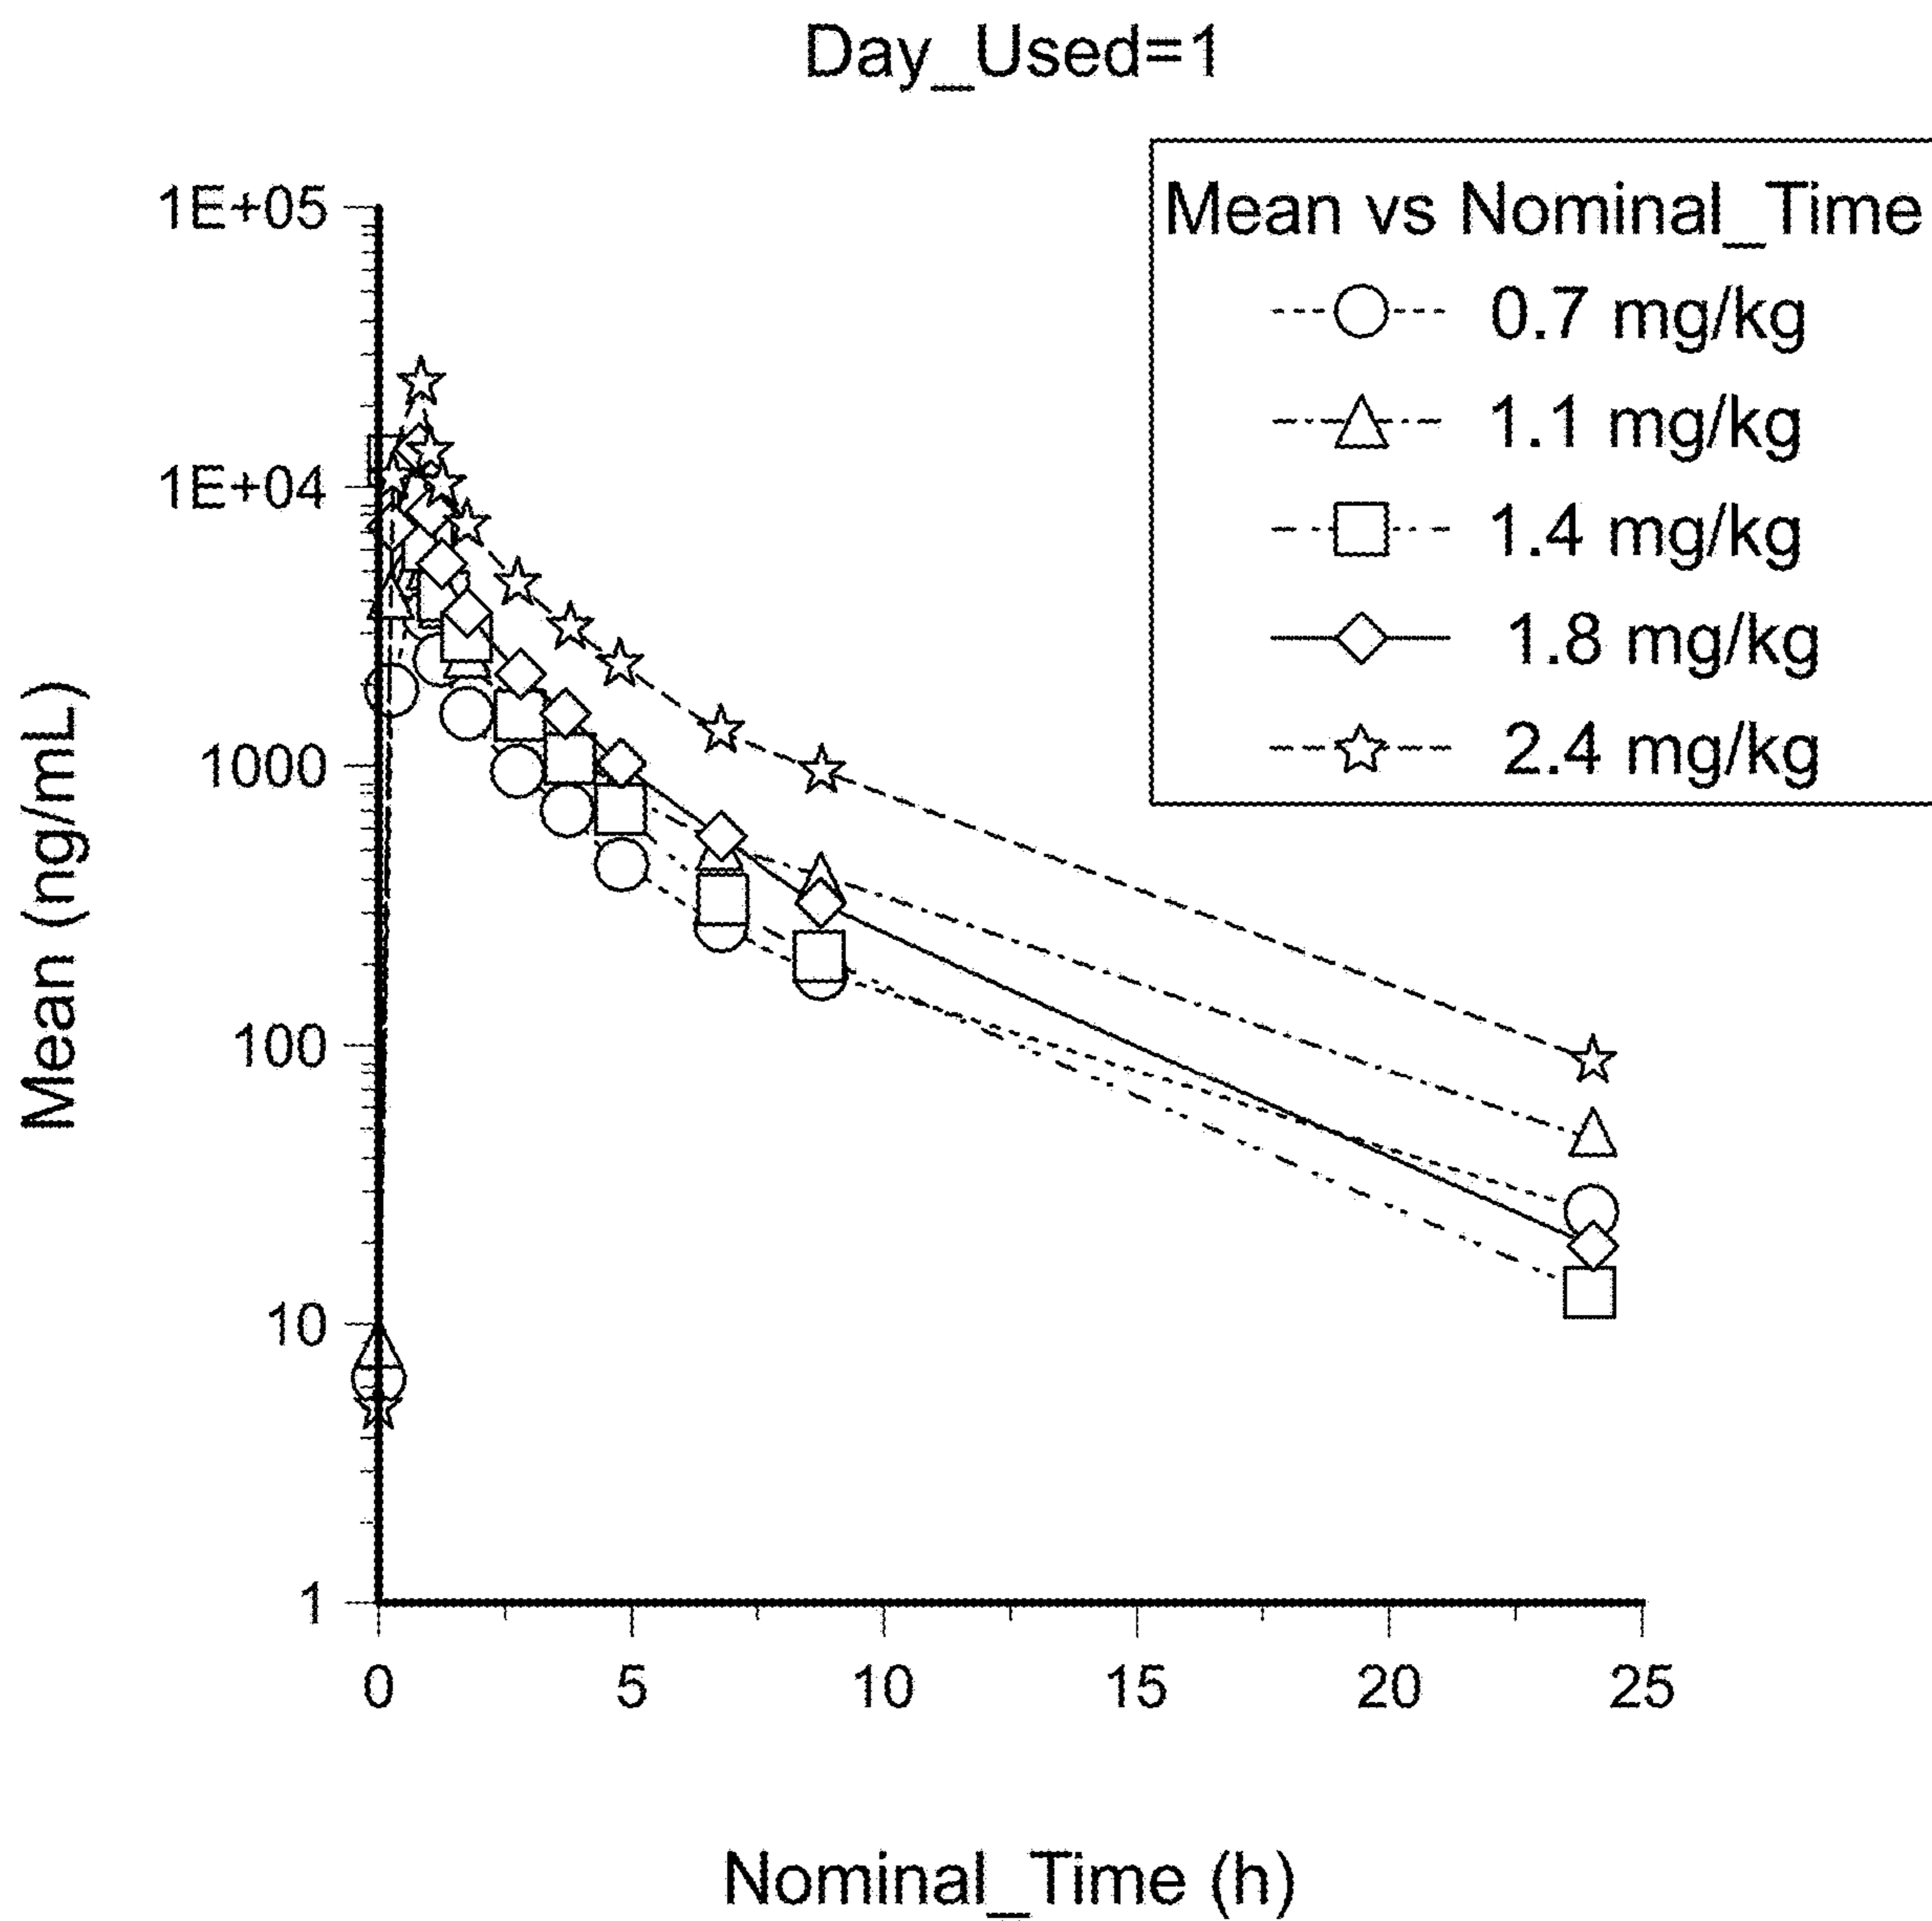 Day_Used=1
Mean vs Nominal_Time
0.7 mg/kg
1.1 mg/kg
1.4 mg/kg
1.8 mg/kg
2.4 mg/kg
Mean (ng/mL)
1E+05
1E+04
1000
100
10
1
0 5 10 15 20 25
Nominal_Time (h)